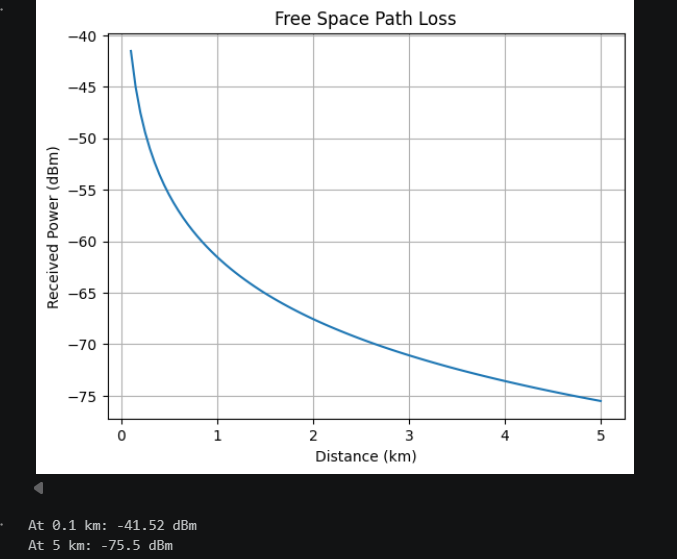 Free Space Path Loss
−40
−45
−50
−55
−60
−65
−70
−75
Received Power (dBm)
0 1 2 3 4 5
Distance (km)
At 0.1 km: -41.52 dBm
At 5 km: -75.5 dBm